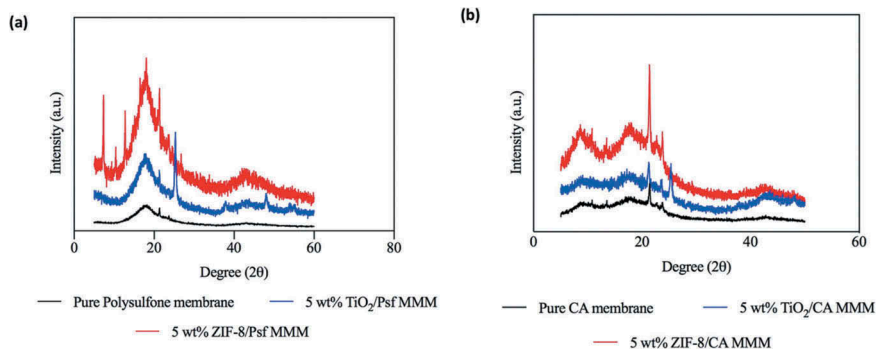 (a)
Intensity (a.u.)
0 20 40 60 80
Degree (2θ)
Pure Polysulfone membrane 5 wt% TiO₂/Psf MMM
5 wt% ZIF-8/Psf MMM
(b)
Intensity (a.u.)
0 20 40 60
Degree (2θ)
Pure CA membrane 5 wt% TiO₂/CA MMM
5 wt% ZIF-8/CA MMM